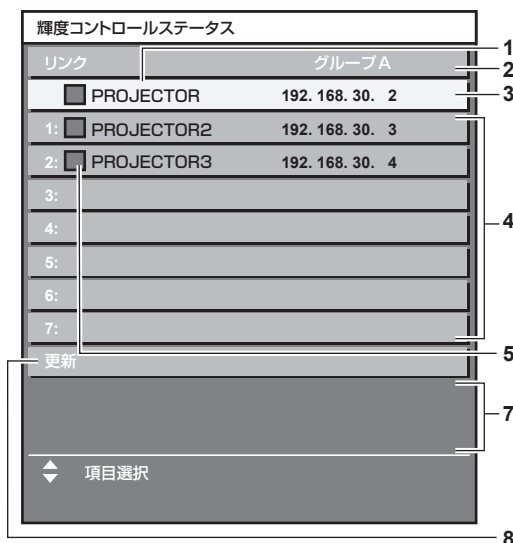 輝度コントロールステータス
リンク グループA
PROJECTOR 192. 168. 30. 2
1: PROJECTOR2 192. 168. 30. 3
2: PROJECTOR3 192. 168. 30. 4
3:
4:
5:
6:
7:
更新
項目選択
1
2
3
4
5
7
8